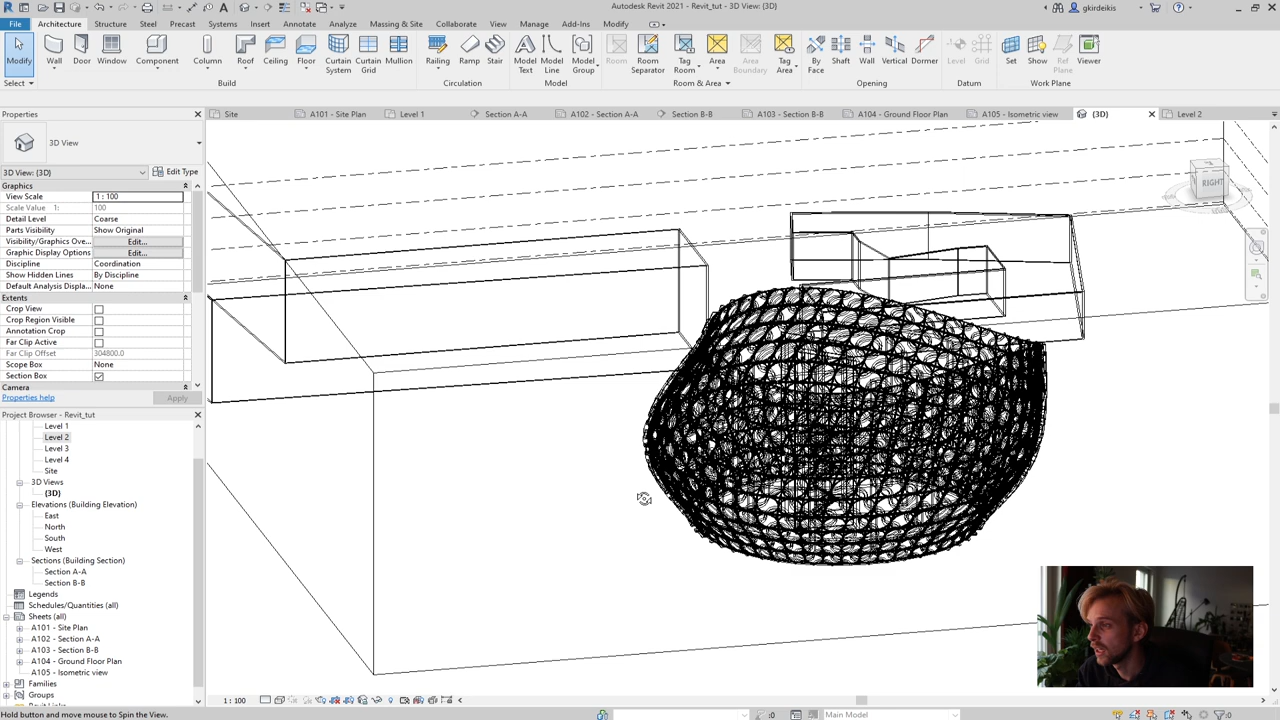 Autodesk Revit 2021 - Revit_tut - 3D View: {3D}
gkirdeikis
File Architecture Structure Steel Precast Systems Insert Annotate Analyze Massing & Site Collaborate View Manage Add-Ins Modify
Modify Wall Door Window Component Column Roof Ceiling Floor Curtain System Curtain Grid Mullion Railing Ramp Stair Model Text Model Line Model Group Room Room Separator Tag Room Area Area Boundary Tag Area By Face Shaft Wall Vertical Dormer Level Grid Set Show Ref Plane Viewer
Select Build Circulation Model Room & Area Opening Datum Work Plane
Properties
Site A101 - Site Plan Level 1 Section A-A A102 - Section A-A Section B-B A103 - Section B-B A104 - Ground Floor Plan A105 - Isometric view {3D} Level 2
3D View
3D View: {3D} Edit Type
Graphics
View Scale 1 : 100
Scale Value 1: 100
Detail Level Coarse
Parts Visibility Show Original
Visibility/Graphics Ove... Edit...
Graphic Display Options Edit...
Discipline Coordination
Show Hidden Lines By Discipline
Default Analysis Displa... None
Extents
Crop View
Crop Region Visible
Annotation Crop
Far Clip Active
Far Clip Offset 304800.0
Scope Box None
Section Box
Camera
Properties help Apply
Project Browser - Revit_tut
Level 1
Level 2
Level 3
Level 4
Site
3D Views
{3D}
Elevations (Building Elevation)
East
North
South
West
Sections (Building Section)
Section A-A
Section B-B
Legends
Schedules/Quantities (all)
Sheets (all)
A101 - Site Plan
A102 - Section A-A
A103 - Section B-B
A104 - Ground Floor Plan
A105 - Isometric view
Families
Groups
RIGHT
1 : 100
Hold button and move mouse to Spin the View.
:0
Main Model
:0